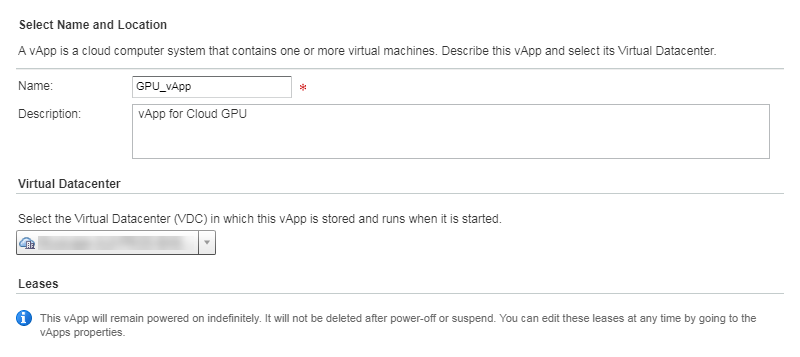 Select Name and Location
A vApp is a cloud computer system that contains one or more virtual machines. Describe this vApp and select its Virtual Datacenter.
Name: GPU_vApp *
Description: vApp for Cloud GPU
Virtual Datacenter
Select the Virtual Datacenter (VDC) in which this vApp is stored and runs when it is started.
Leases
This vApp will remain powered on indefinitely. It will not be deleted after power-off or suspend. You can edit these leases at any time by going to the
vApps properties.